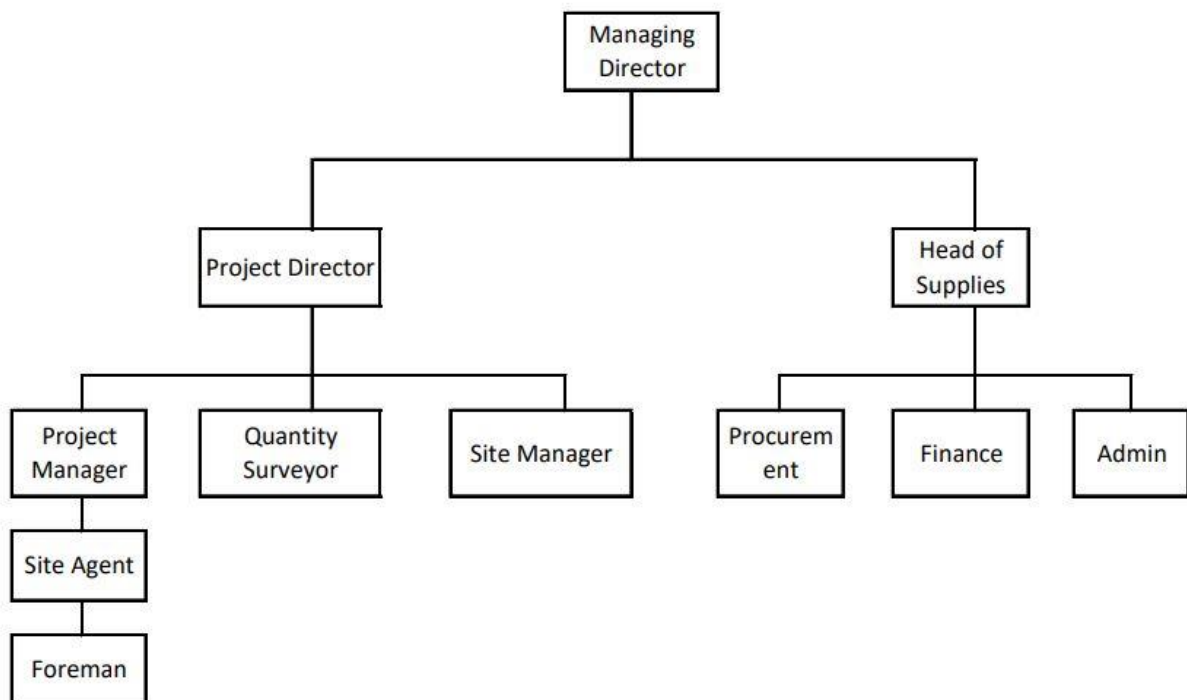 Managing
Director
Project Director
Head of
Supplies
Project
Manager
Quantity
Surveyor
Site Manager
Procurem
ent
Finance
Admin
Site Agent
Foreman